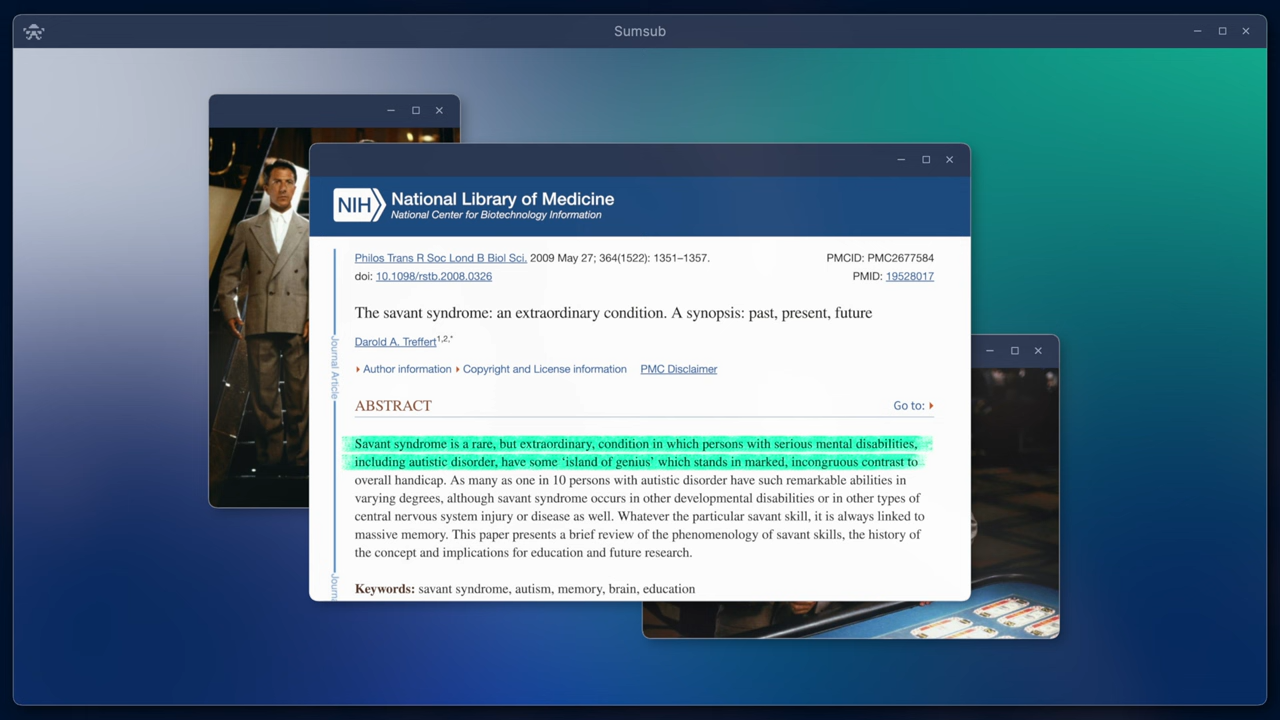 Sumsub
NIH National Library of Medicine
National Center for Biotechnology Information
Philos Trans R Soc Lond B Biol Sci. 2009 May 27; 364(1522): 1351–1357. PMCID: PMC2677584
doi: 10.1098/rstb.2008.0326 PMID: 19528017
The savant syndrome: an extraordinary condition. A synopsis: past, present, future
Darold A. Treffert1,2,*
Author information Copyright and License information PMC Disclaimer
Journal Article
ABSTRACT Go to:
Savant syndrome is a rare, but extraordinary, condition in which persons with serious mental disabilities,
including autistic disorder, have some ‘island of genius’ which stands in marked, incongruous contrast to
overall handicap. As many as one in 10 persons with autistic disorder have such remarkable abilities in
varying degrees, although savant syndrome occurs in other developmental disabilities or in other types of
central nervous system injury or disease as well. Whatever the particular savant skill, it is always linked to
massive memory. This paper presents a brief review of the phenomenology of savant skills, the history of
the concept and implications for education and future research.
Journ
Keywords: savant syndrome, autism, memory, brain, education